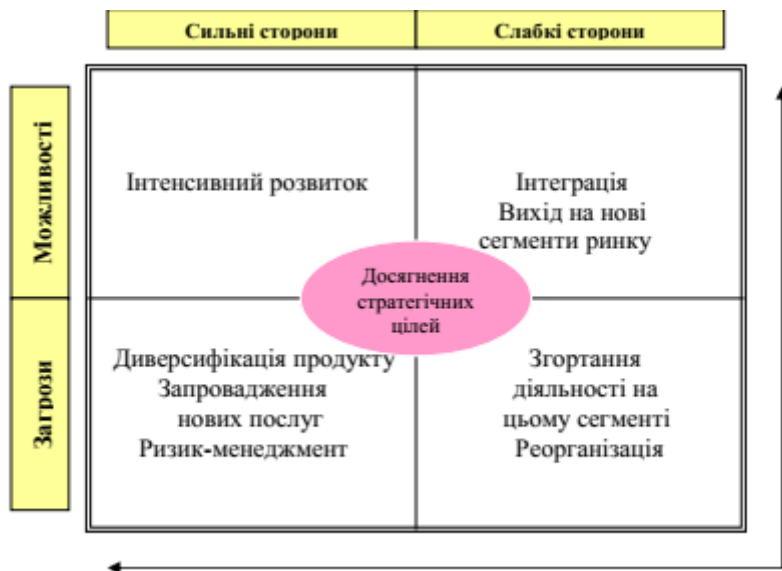 Сильні сторони
Слабкі сторони
Можливості
Інтенсивний розвиток
Інтеграція
Вихід на нові
сегменти ринку
Досягнення
стратегічних
цілей
Загрози
Диверсифікація продукту
Запровадження
нових послуг
Ризик-менеджмент
Згортання
діяльності на
цьому сегменті
Реорганізація